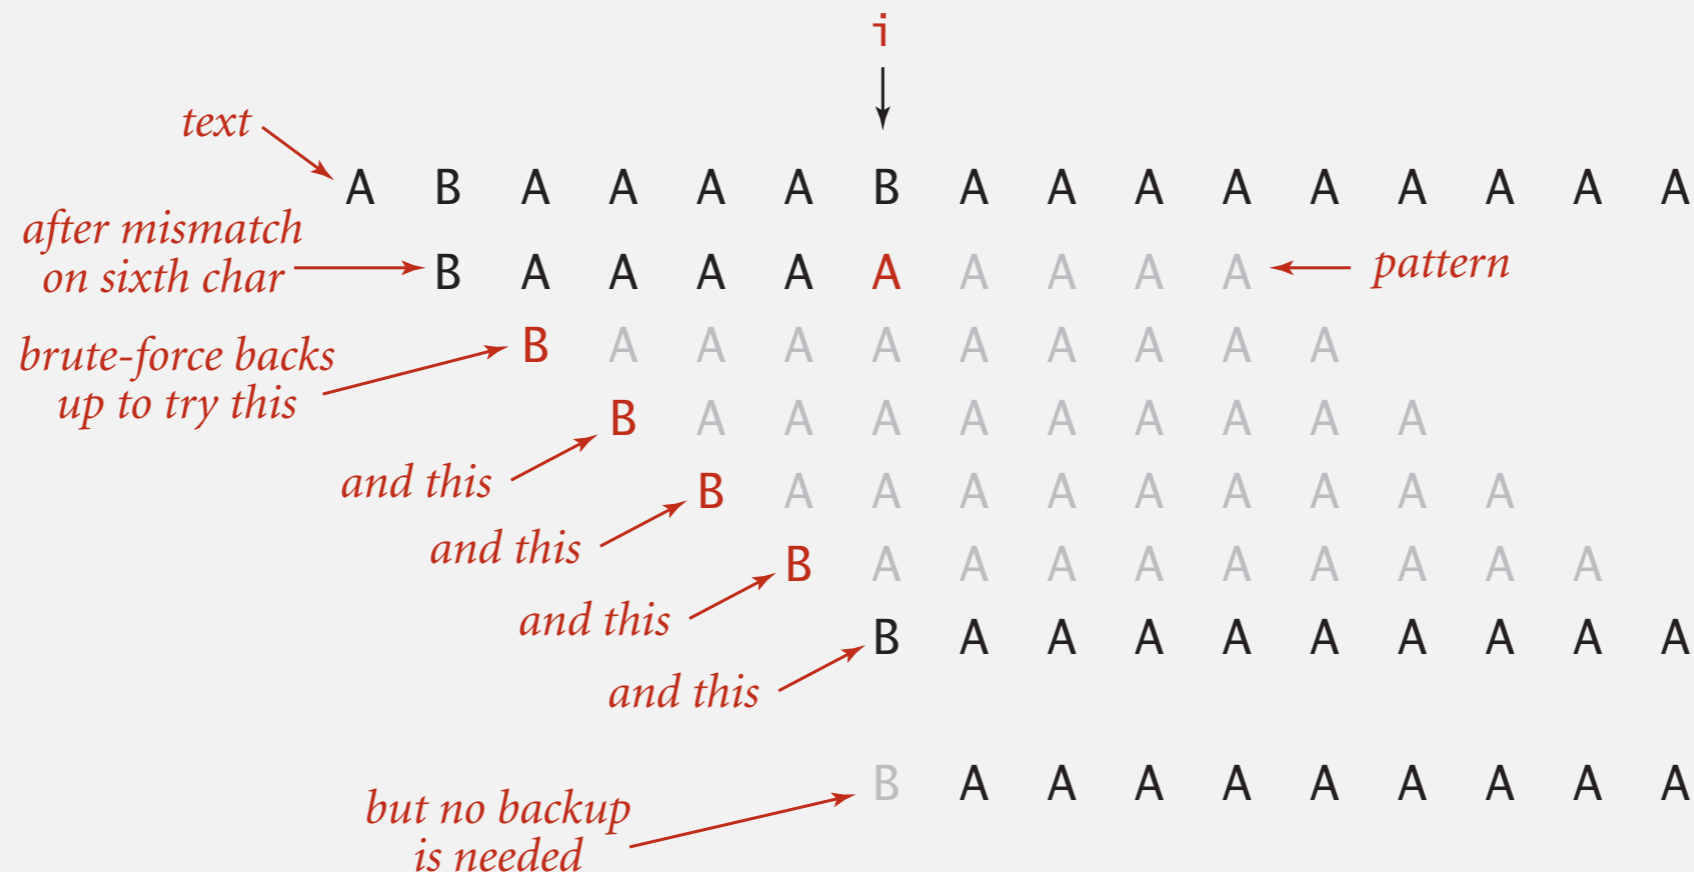 i
text
A B A A A A B A A A A A A A A A
after mismatch
on sixth char
B A A A A A A A A A
pattern
brute-force backs
up to try this
B A A A A A A A A A
and this
B A A A A A A A A A
and this
B A A A A A A A A A
and this
B A A A A A A A A A
and this
B A A A A A A A A A
but no backup
is needed
B A A A A A A A A A